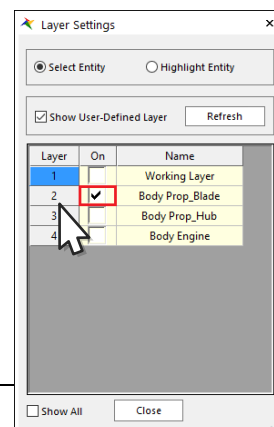 Layer Settings ×
Select Entity Highlight Entity
Show User-Defined Layer Refresh
Layer On Name
1 Working Layer
2 Body Prop_Blade
3 Body Prop_Hub
4 Body Engine
Show All Close